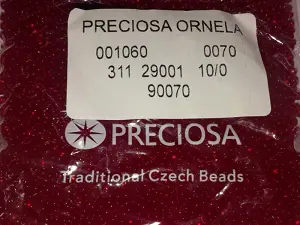 PRECIOSA ORNELA
001060 0070
311 29001 10/0
90070
PRECIOSA
Traditional Czech Beads